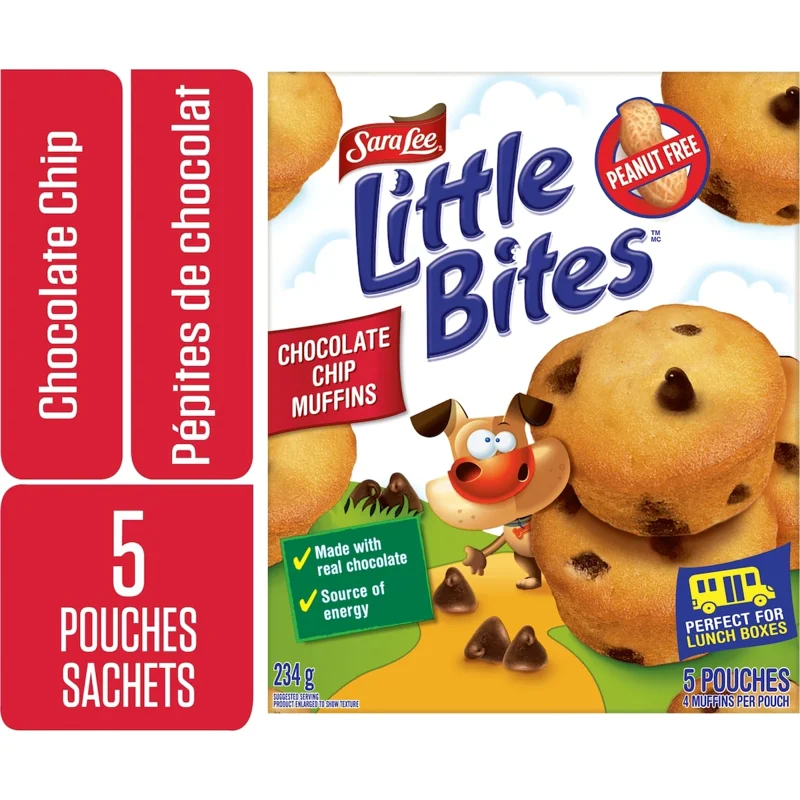 Chocolate Chip
Pépites de chocolat
5
POUCHES
SACHETS
Sara Lee
Little
Bites
TM
MC
PEANUT FREE
CHOCOLATE
CHIP
MUFFINS
✓ Made with
real chocolate
✓ Source of
energy
PERFECT FOR
LUNCH BOXES
234 g
SUGGESTED SERVING
PRODUCT ENLARGED TO SHOW TEXTURE
5 POUCHES
4 MUFFINS PER POUCH